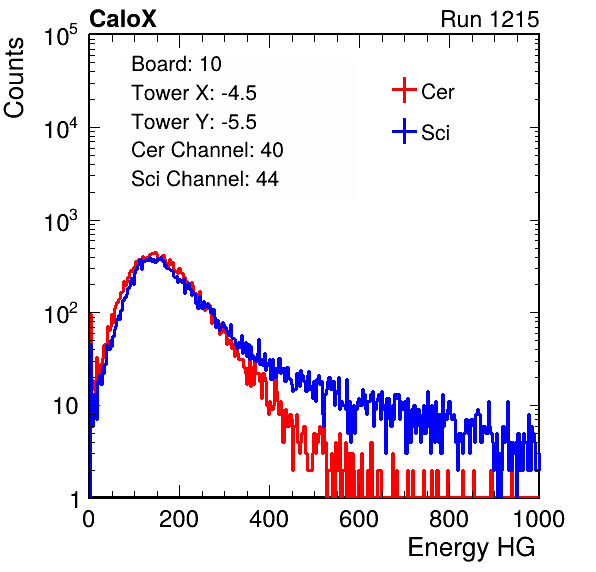 CaloX Run 1215
Counts
10^5
10^4
10^3
10^2
10
1
Board: 10
Tower X: -4.5
Tower Y: -5.5
Cer Channel: 40
Sci Channel: 44
Cer
Sci
0 200 400 600 800 1000
Energy HG